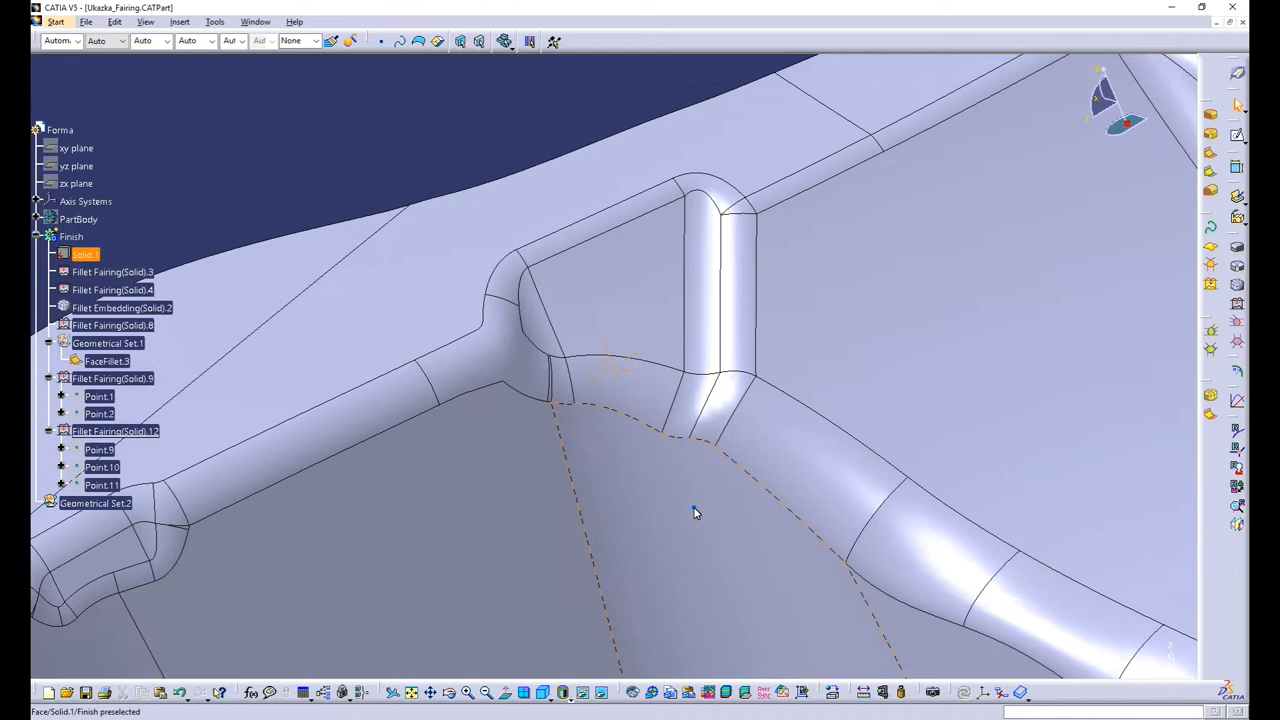 CATIA V5 - [Ukazka_Fairing.CATPart]
Start File Edit View Insert Tools Window Help
Automa Auto Auto Auto Aut Aut None
Forma
xy plane
yz plane
zx plane
Axis Systems
PartBody
Finish
Solid.1
Fillet Fairing(Solid).3
Fillet Fairing(Solid).4
Fillet Embedding(Solid).2
Fillet Fairing(Solid).8
Geometrical Set.1
FaceFillet.3
Fillet Fairing(Solid).9
Point.1
Point.2
Fillet Fairing(Solid).12
Point.9
Point.10
Point.11
Geometrical Set.2
Face/Solid.1/Finish preselected